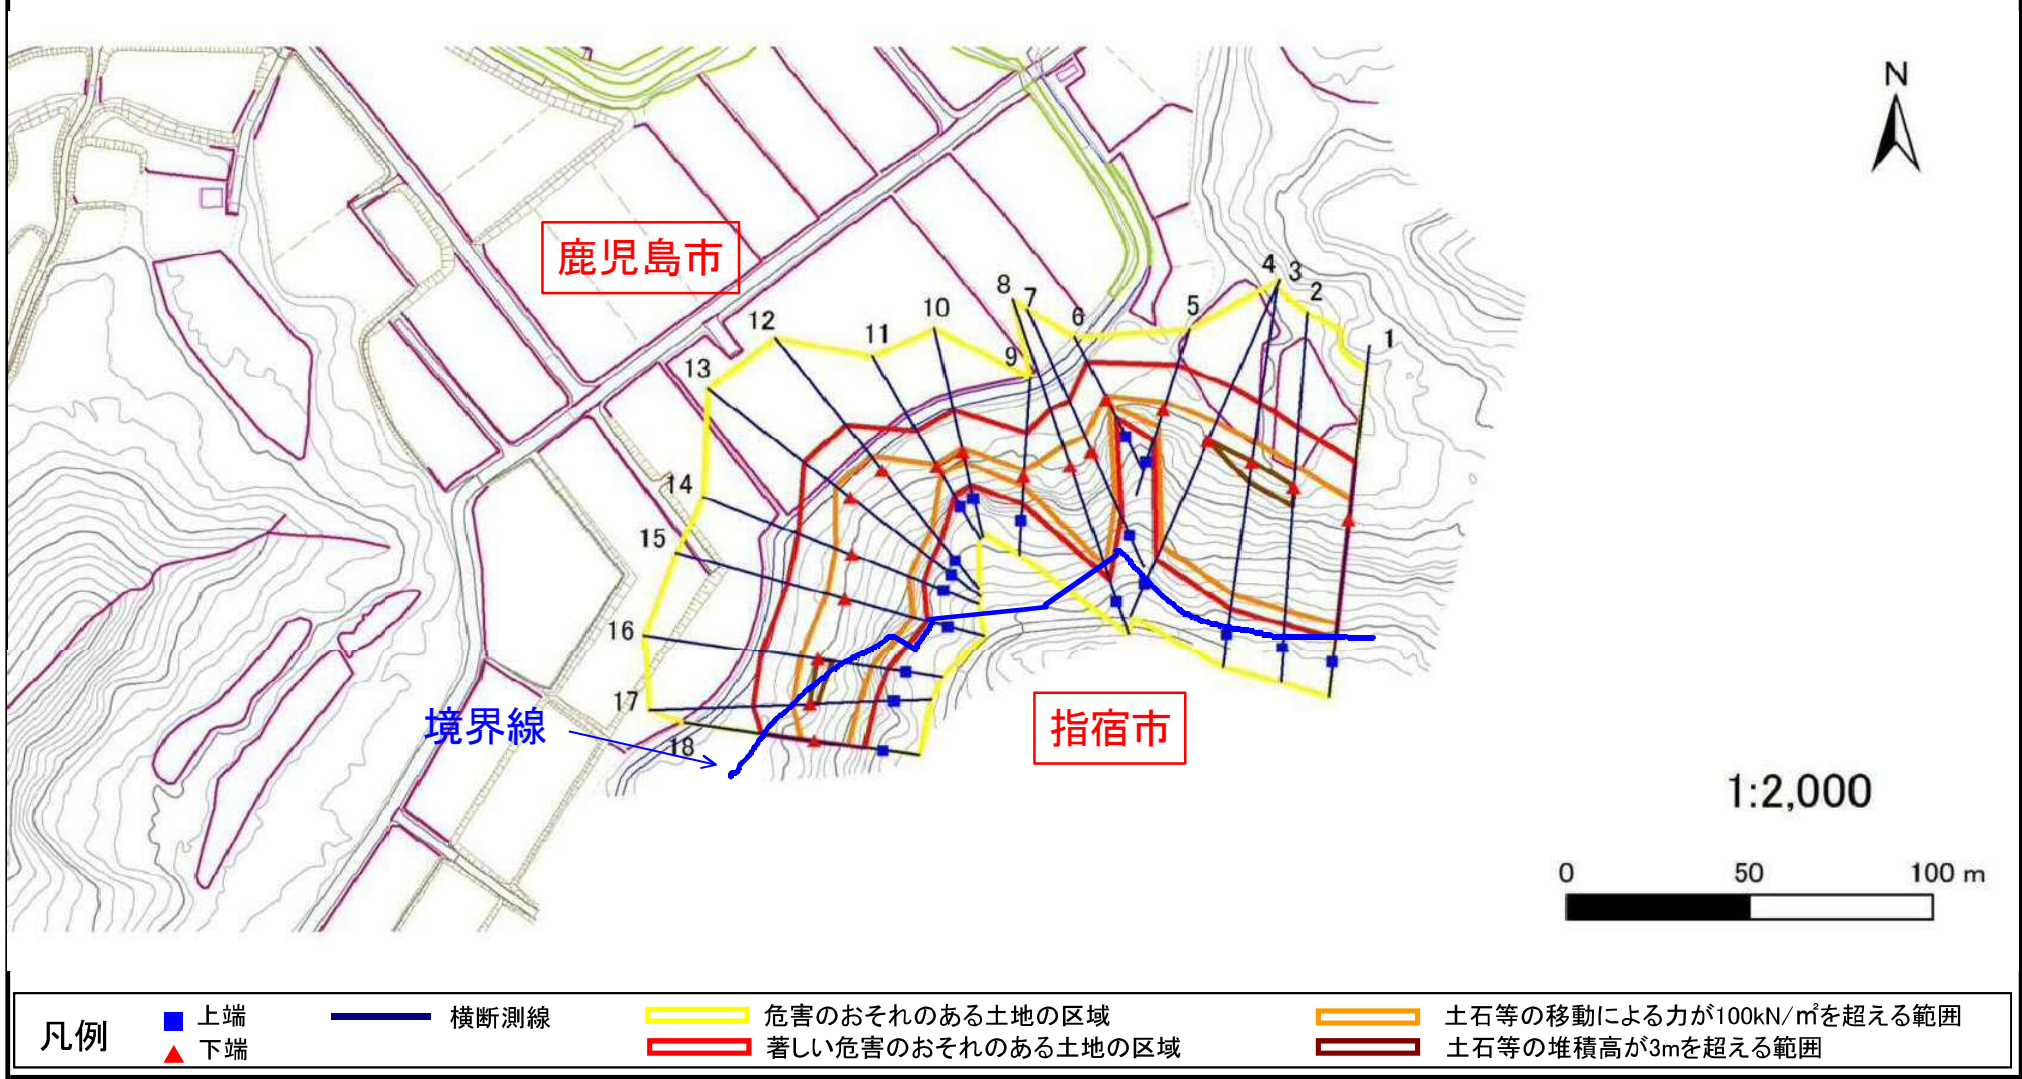 N
鹿児島市
4
3
8
7
2
5
10
6
12
11
1
9
13
14
15
16
17
18
境界線
指宿市
1:2,000
0 50 100 m
凡例
上端
下端
横断測線
危害のおそれのある土地の区域
著しい危害のおそれのある土地の区域
土石等の移動による力が100kN/㎡を超える範囲
土石等の堆積高が3mを超える範囲